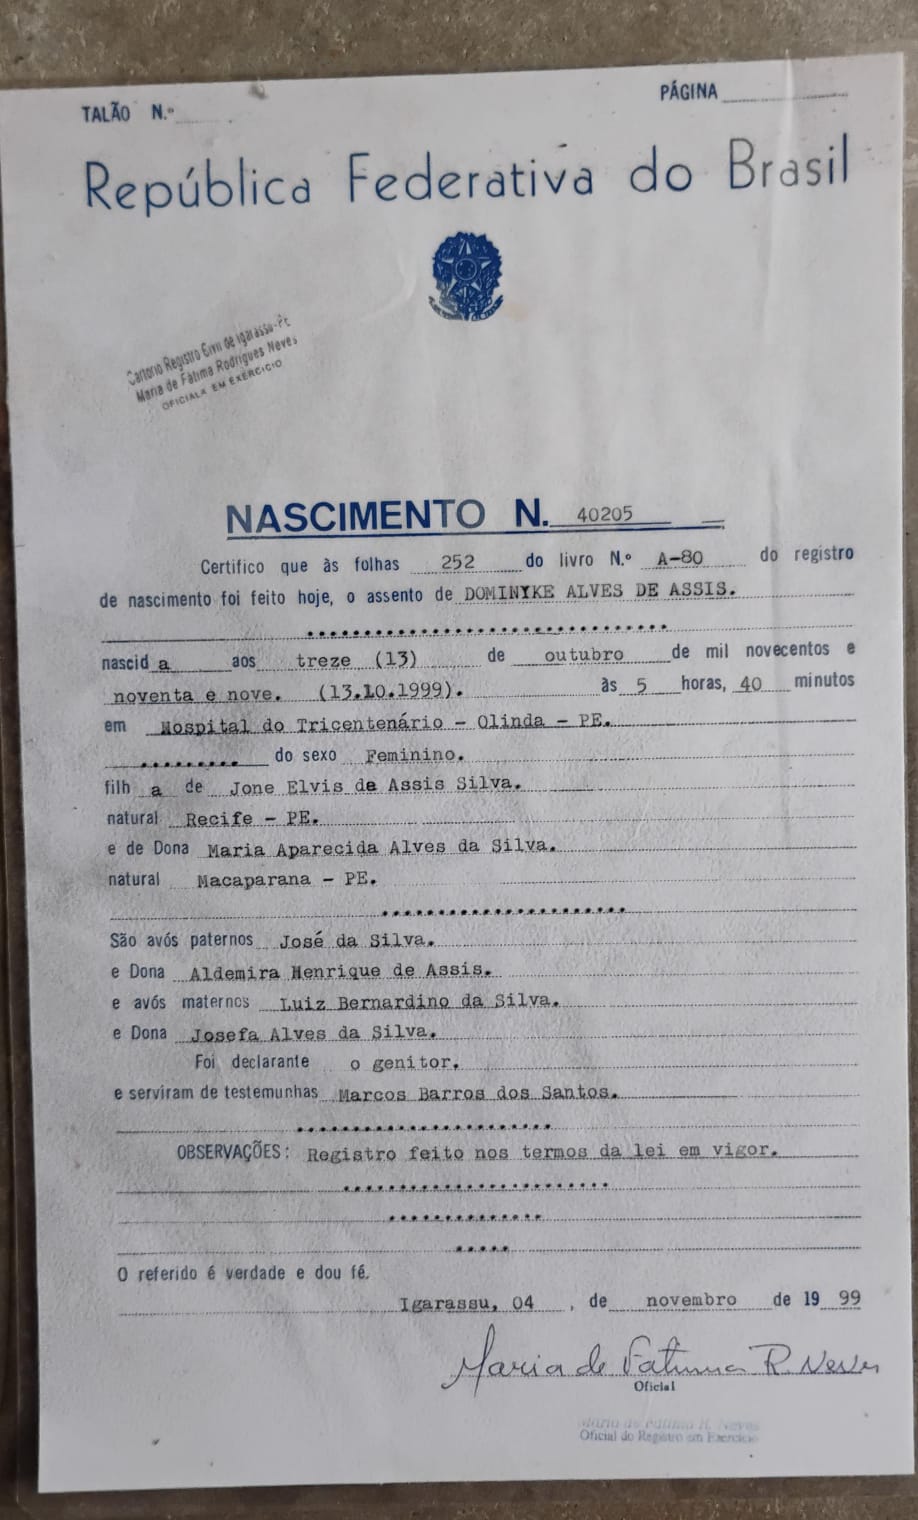 TALÃO N.º
PÁGINA
República Federativa do Brasil
Cartório Registro Civil de Igarassu-PE
Maria de Fátima Rodrigues Neves
OFICIALA EM EXERCICIO
NASCIMENTO N. 40205
Certifico que às folhas 252 do livro N.º A-80 do registro
de nascimento foi feito hoje, o assento de DOMINYKE ALVES DE ASSIS.
nascid a aos treze (13) de outubro de mil novecentos e
noventa e nove. (13.10.1999). às 5 horas, 40 minutos
em Hospital do Tricentenário - Olinda - PE.
do sexo Feminino.
filh a de Jone Elvis de Assis Silva.
natural Recife - PE.
e de Dona Maria Aparecida Alves da Silva.
natural Macaparana - PE.
São avós paternos José da Silva.
e Dona Aldemira Henrique de Assis.
e avós maternos Luiz Bernardino da Silva.
e Dona Josefa Alves da Silva.
Foi declarante o genitor.
e serviram de testemunhas Marcos Barros dos Santos.
OBSERVAÇÕES: Registro feito nos termos da lei em vigor.
O referido é verdade e dou fé.
Igarassu, 04 , de novembro de 19 99
Maria de Fatima R. Neves
Oficial
Maria de Fátima R. Neves
Oficial do Registro em Exercício